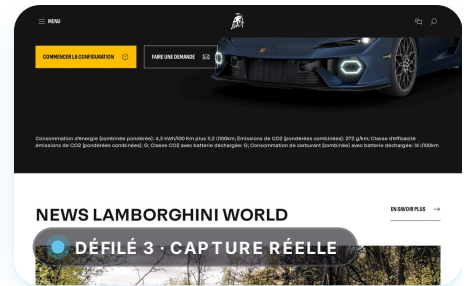 MENU
COMMENCER LA CONFIGURATION
FAIRE UNE DEMANDE
Consommation d'énergie (combinée pondérée): 4,3 kWh/100 Km plus 11,2 l/100km; Émissions de CO2 (pondérées combinées): 272 g/km; Classe d'efficacité
émissions de CO2 (pondérées combinées): G; Classe CO2 avec batterie déchargée: G; Consommation de carburant (combinée) avec batterie déchargée: 14 l/100km
NEWS LAMBORGHINI WORLD
EN SAVOIR PLUS
DÉFILÉ 3 · CAPTURE RÉELLE